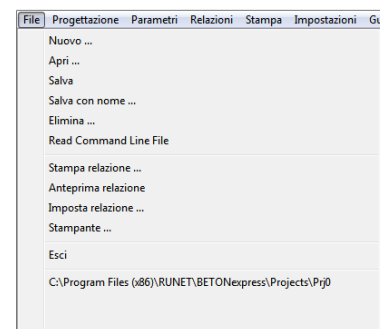 File Progettazione Parametri Relazioni Stampa Impostazioni Gu
Nuovo ...
Apri ...
Salva
Salva con nome ...
Elimina ...
Read Command Line File
Stampa relazione ...
Anteprima relazione
Imposta relazione ...
Stampante ...
Esci
C:\Program Files (x86)\RUNET\BETONexpress\Projects\Prj0